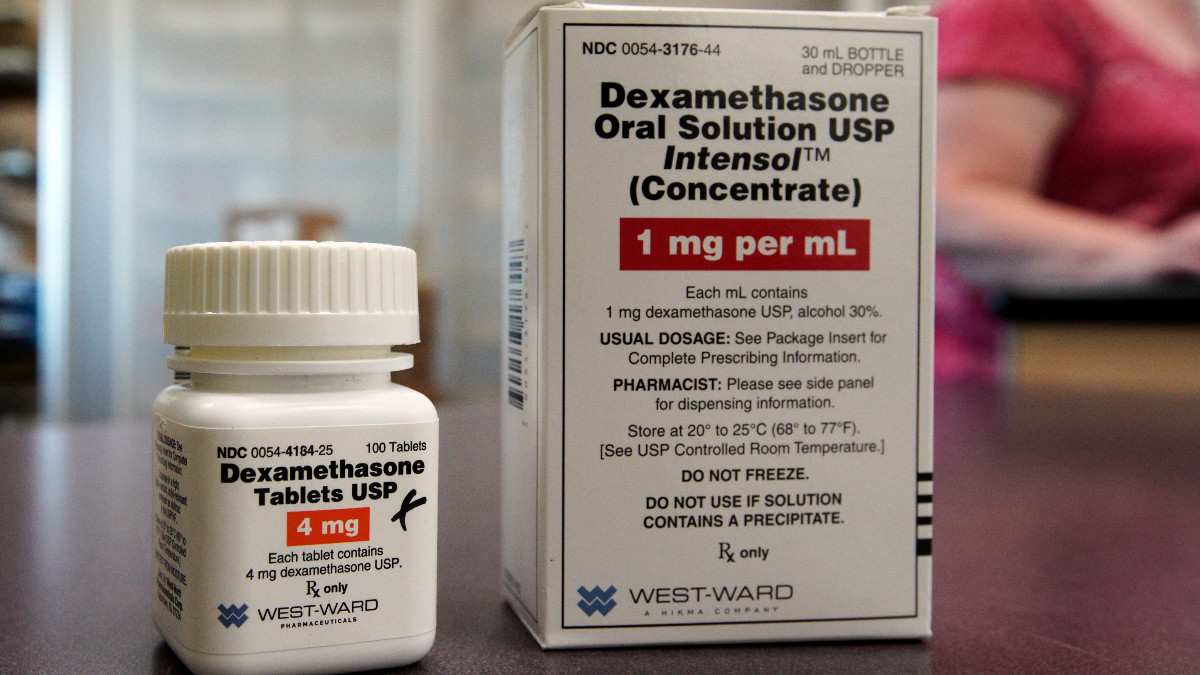 NDC 0054-4184-25 100 Tablets
Dexamethasone
Tablets USP
4 mg
Each tablet contains
4 mg dexamethasone USP.
Rx only
WEST-WARD
PHARMACEUTICALS
NDC 0054-3176-44
30 mL BOTTLE
and DROPPER
Dexamethasone
Oral Solution USP
Intensol™
(Concentrate)
1 mg per mL
Each mL contains
1 mg dexamethasone USP, alcohol 30%.
USUAL DOSAGE: See Package Insert for
Complete Prescribing Information.
PHARMACIST: Please see side panel
for dispensing information.
Store at 20° to 25°C (68° to 77°F).
[See USP Controlled Room Temperature.]
DO NOT FREEZE.
DO NOT USE IF SOLUTION
CONTAINS A PRECIPITATE.
Rx only
WEST-WARD
A HIKMA COMPANY